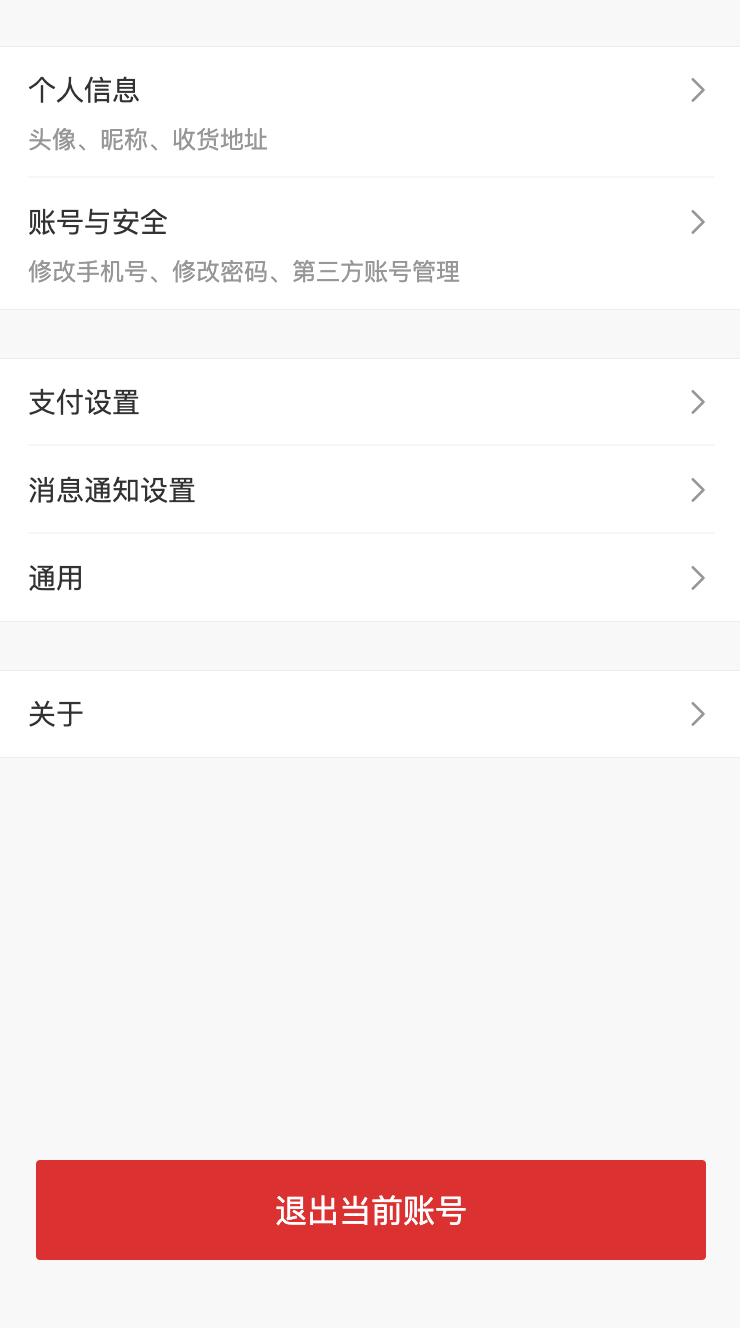 个人信息
头像、昵称、收货地址
账号与安全
修改手机号、修改密码、第三方账号管理
支付设置
消息通知设置
通用
关于
退出当前账号